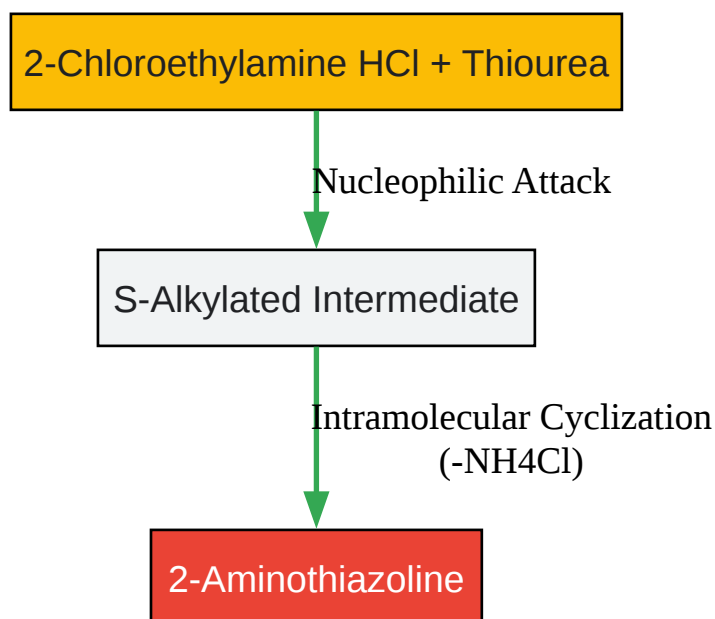 2-Chloroethylamine HCl + Thiourea
Nucleophilic Attack
S-Alkylated Intermediate
Intramolecular Cyclization
(-NH4Cl)
2-Aminothiazoline